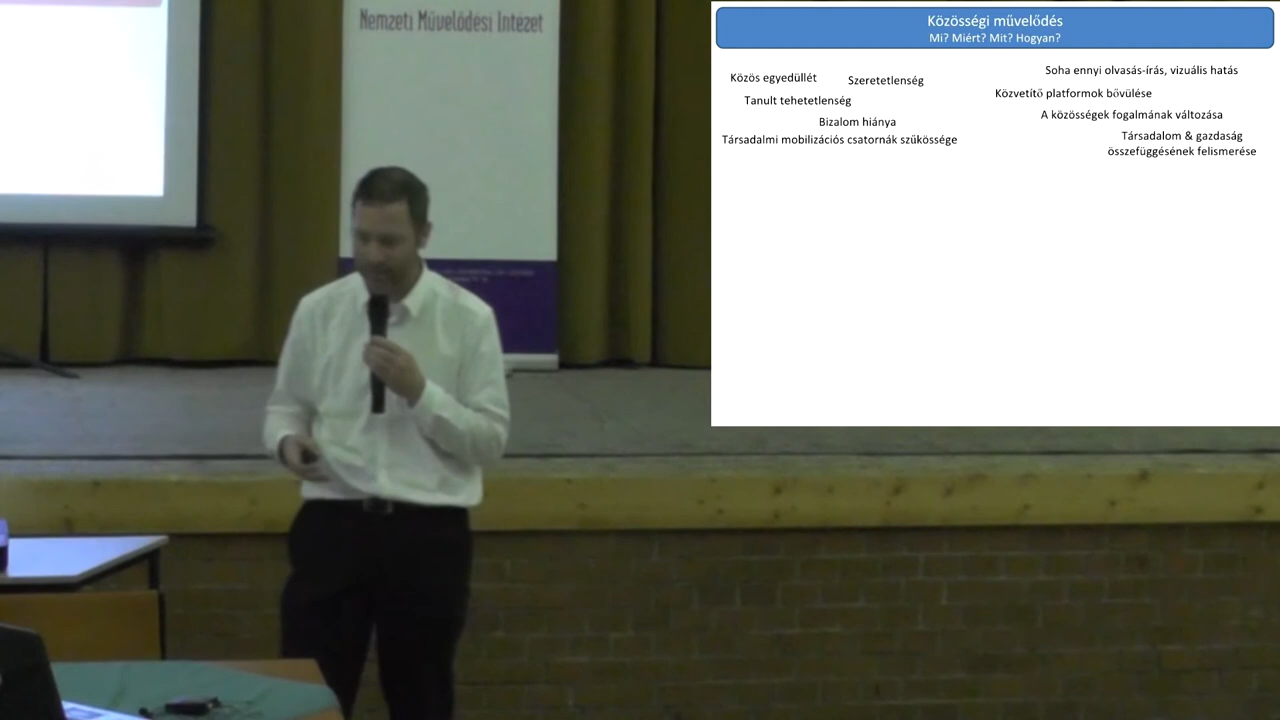 Nemzeti Művelődési Intézet
Közösségi művelődés
Mi? Miért? Mit? Hogyan?
Közös egyedüllét
Szeretetlenség
Tanult tehetetlenség
Bizalom hiánya
Társadalmi mobilizációs csatornák szűkössége
Soha ennyi olvasás-írás, vizuális hatás
Közvetítő platformok bővülése
A közösségek fogalmának változása
Társadalom & gazdaság
összefüggésének felismerése